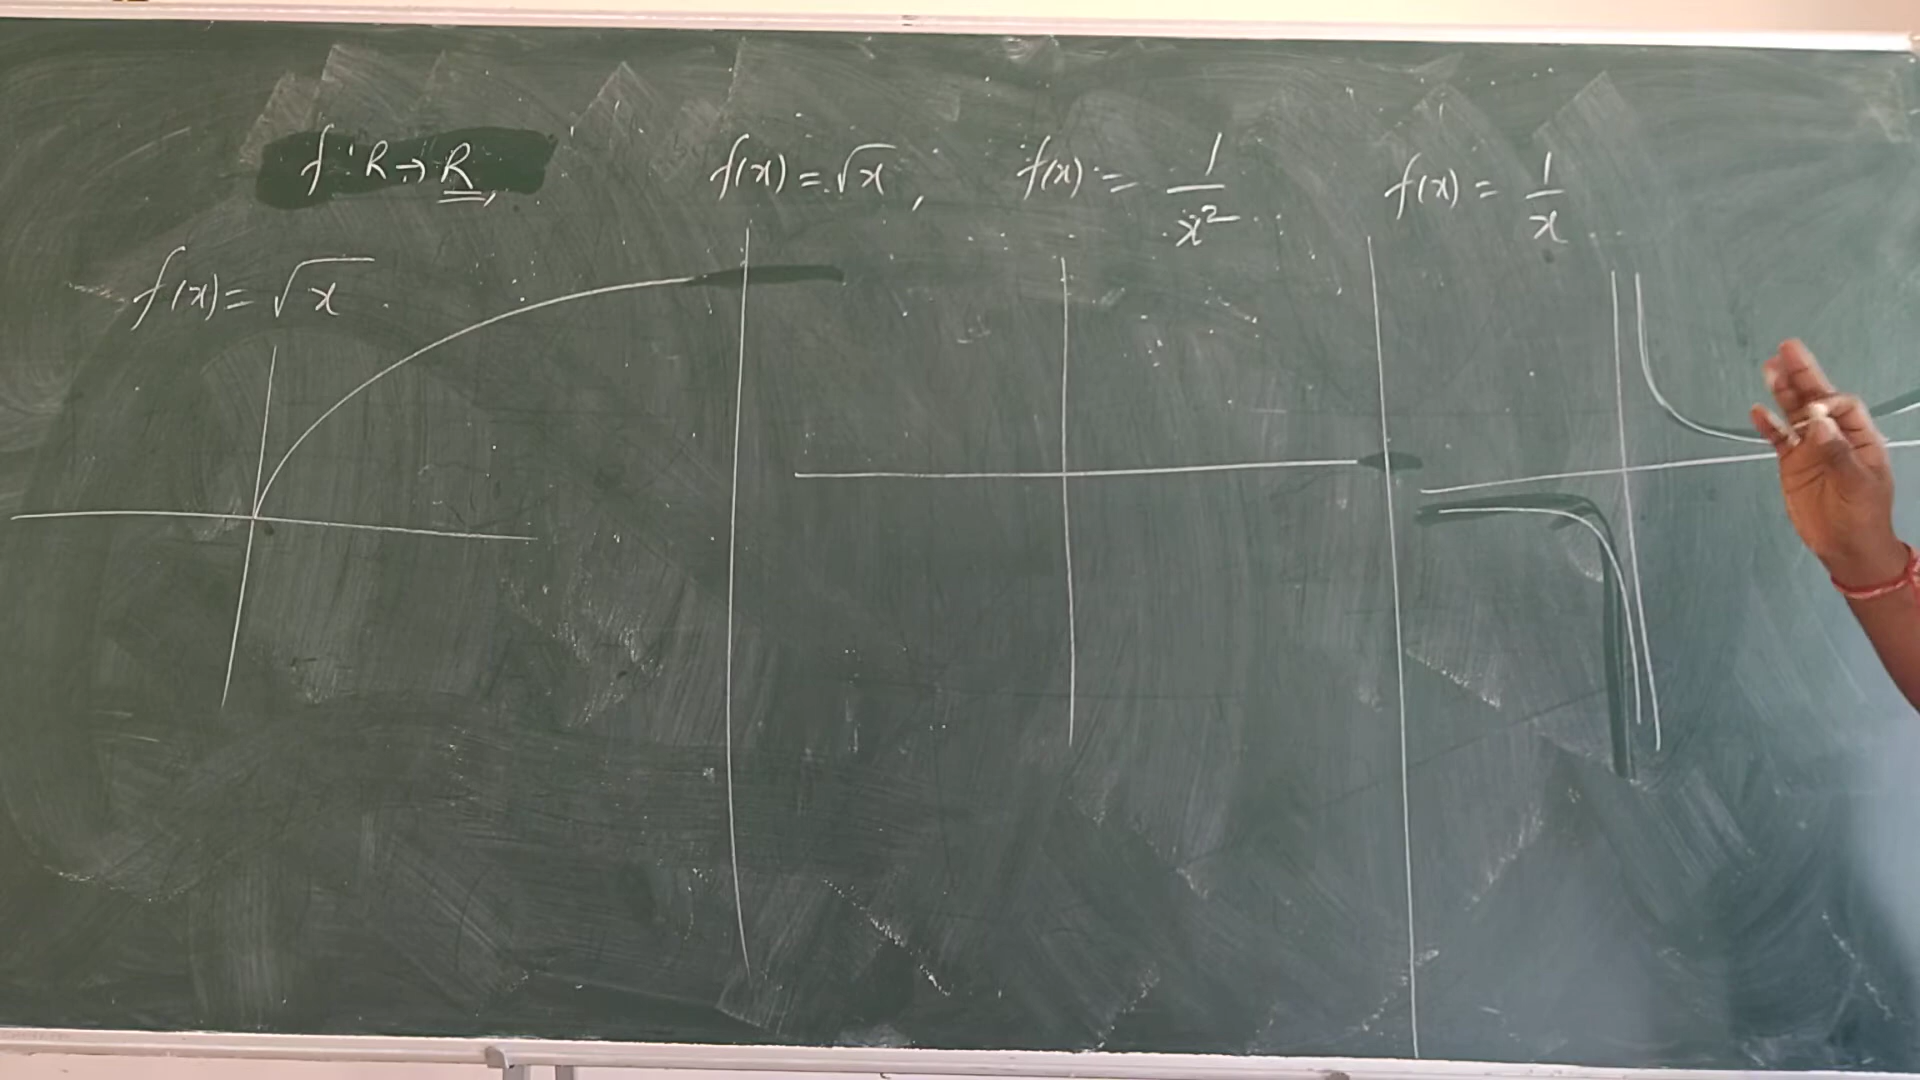 f : R → R, f(x) = √x, f(x) = 1/x² f(x) = 1/x
f(x) = √x